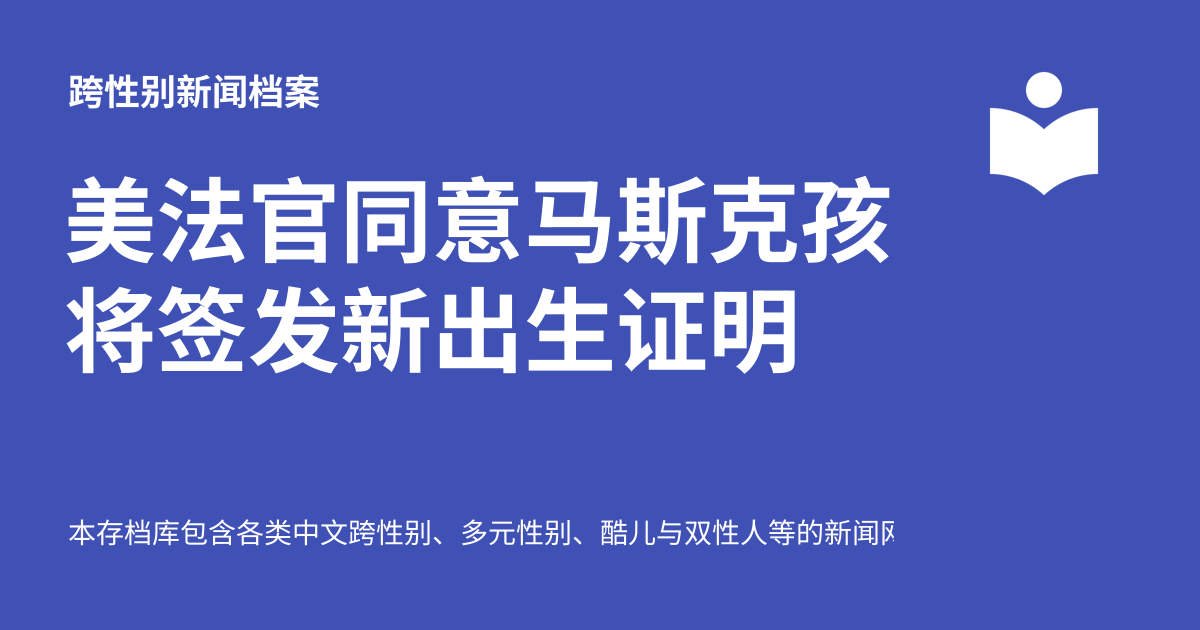 跨性别新闻档案
美法官同意马斯克孩
将签发新出生证明
本存档库包含各类中文跨性别、多元性别、酷儿与双性人等的新闻网